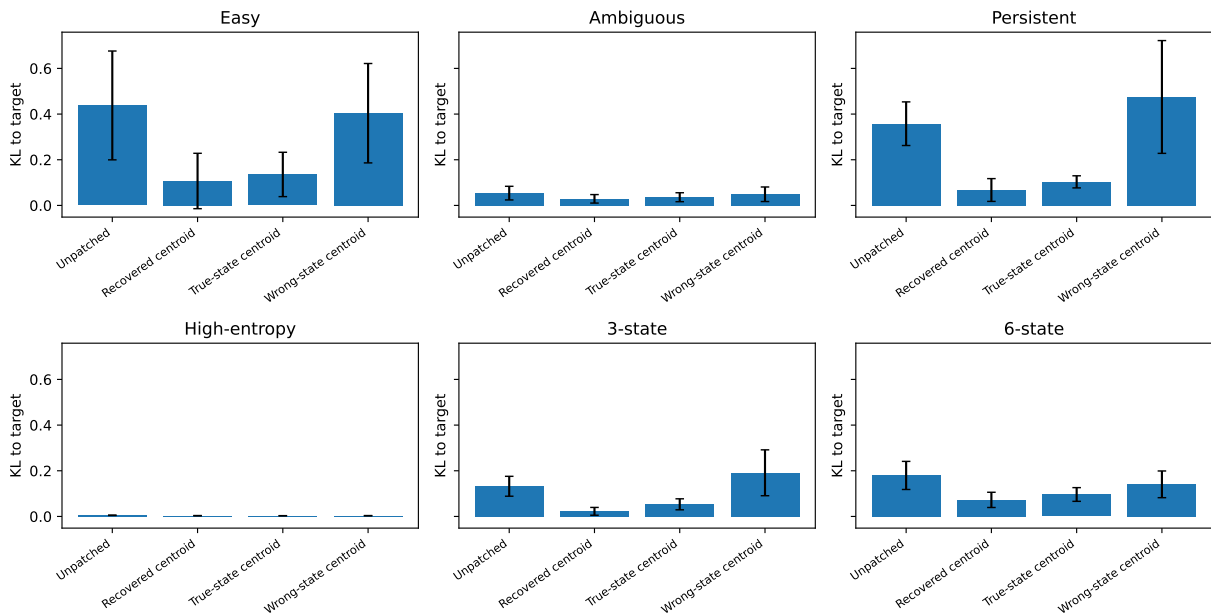 Easy
Ambiguous
Persistent
KL to target
0.6
0.4
0.2
0.0
KL to target
KL to target
Unpatched
Recovered centroid
True-state centroid
Wrong-state centroid
Unpatched
Recovered centroid
True-state centroid
Wrong-state centroid
Unpatched
Recovered centroid
True-state centroid
Wrong-state centroid
High-entropy
3-state
6-state
KL to target
0.6
0.4
0.2
0.0
KL to target
KL to target
Unpatched
Recovered centroid
True-state centroid
Wrong-state centroid
Unpatched
Recovered centroid
True-state centroid
Wrong-state centroid
Unpatched
Recovered centroid
True-state centroid
Wrong-state centroid